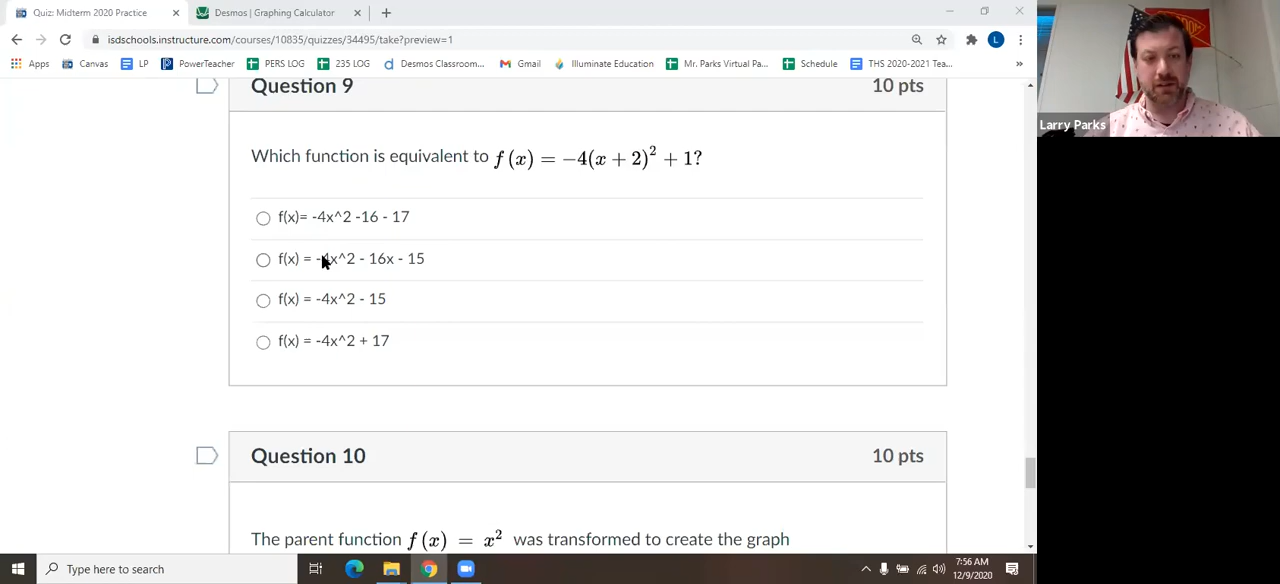 Quiz: Midterm 2020 Practice
Desmos | Graphing Calculator
isdschools.instructure.com/courses/10835/quizzes/34495/take?preview=1
L
Apps
Canvas
LP
PowerTeacher
PERS LOG
235 LOG
Desmos Classroom...
Gmail
Illuminate Education
Mr. Parks Virtual Pa...
Schedule
THS 2020-2021 Tea...
»
Larry Parks
Question 9
10 pts
Which function is equivalent to f (x) = −4(x + 2)² + 1?
f(x)= -4x^2 -16 - 17
f(x) = -4x^2 - 16x - 15
f(x) = -4x^2 - 15
f(x) = -4x^2 + 17
Question 10
10 pts
The parent function f (x) = x² was transformed to create the graph
Type here to search
7:56 AM
12/9/2020